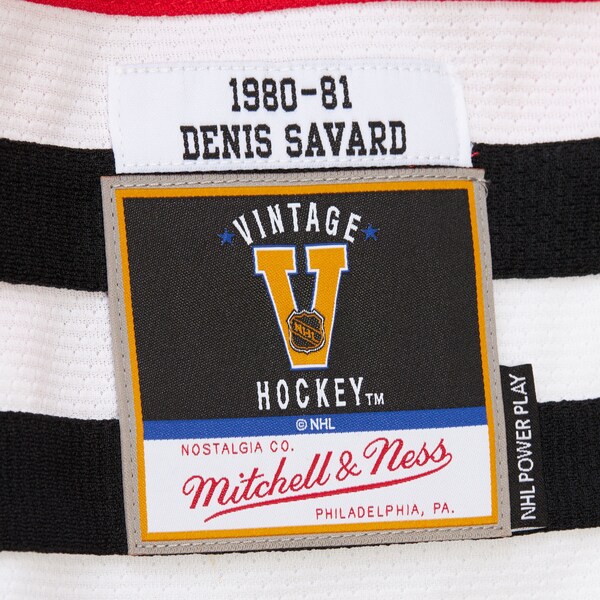 1980-81
DENIS SAVARD
VINTAGE
V
NHL
HOCKEY™
© NHL
NOSTALGIA CO.
Mitchell & Ness
PHILADELPHIA, PA.
NHL POWER PLAY